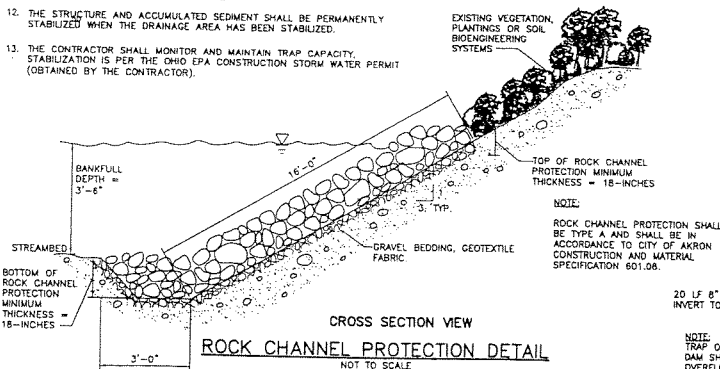 12. THE STRUCTURE AND ACCUMULATED SEDIMENT SHALL BE PERMANENTLY
STABILIZED WHEN THE DRAINAGE AREA HAS BEEN STABILIZED.
13. THE CONTRACTOR SHALL MONITOR AND MAINTAIN TRAP CAPACITY,
STABILIZATION IS PER THE OHIO EPA CONSTRUCTION STORM WATER PERMIT
(OBTAINED BY THE CONTRACTOR).
EXISTING VEGETATION,
PLANTINGS OR SOIL
BIOENGINEERING
SYSTEMS
16'-0"
BANKFULL
DEPTH =
3'-6"
TOP OF ROCK CHANNEL
PROTECTION MINIMUM
THICKNESS = 18-INCHES
1
3. TYP.
NOTE:
ROCK CHANNEL PROTECTION SHALL
BE TYPE A AND SHALL BE IN
ACCORDANCE TO CITY OF AKRON
CONSTRUCTION AND MATERIAL
SPECIFICATION 601.08.
STREAMBED
GRAVEL BEDDING, GEOTEXTILE
FABRIC
BOTTOM OF
ROCK CHANNEL
PROTECTION
MINIMUM
THICKNESS =
18-INCHES
3'-0"
20 LF 8"
INVERT TO
CROSS SECTION VIEW
ROCK CHANNEL PROTECTION DETAIL
NOT TO SCALE
NOTE:
TRAP O
DAM SH
OVERFL